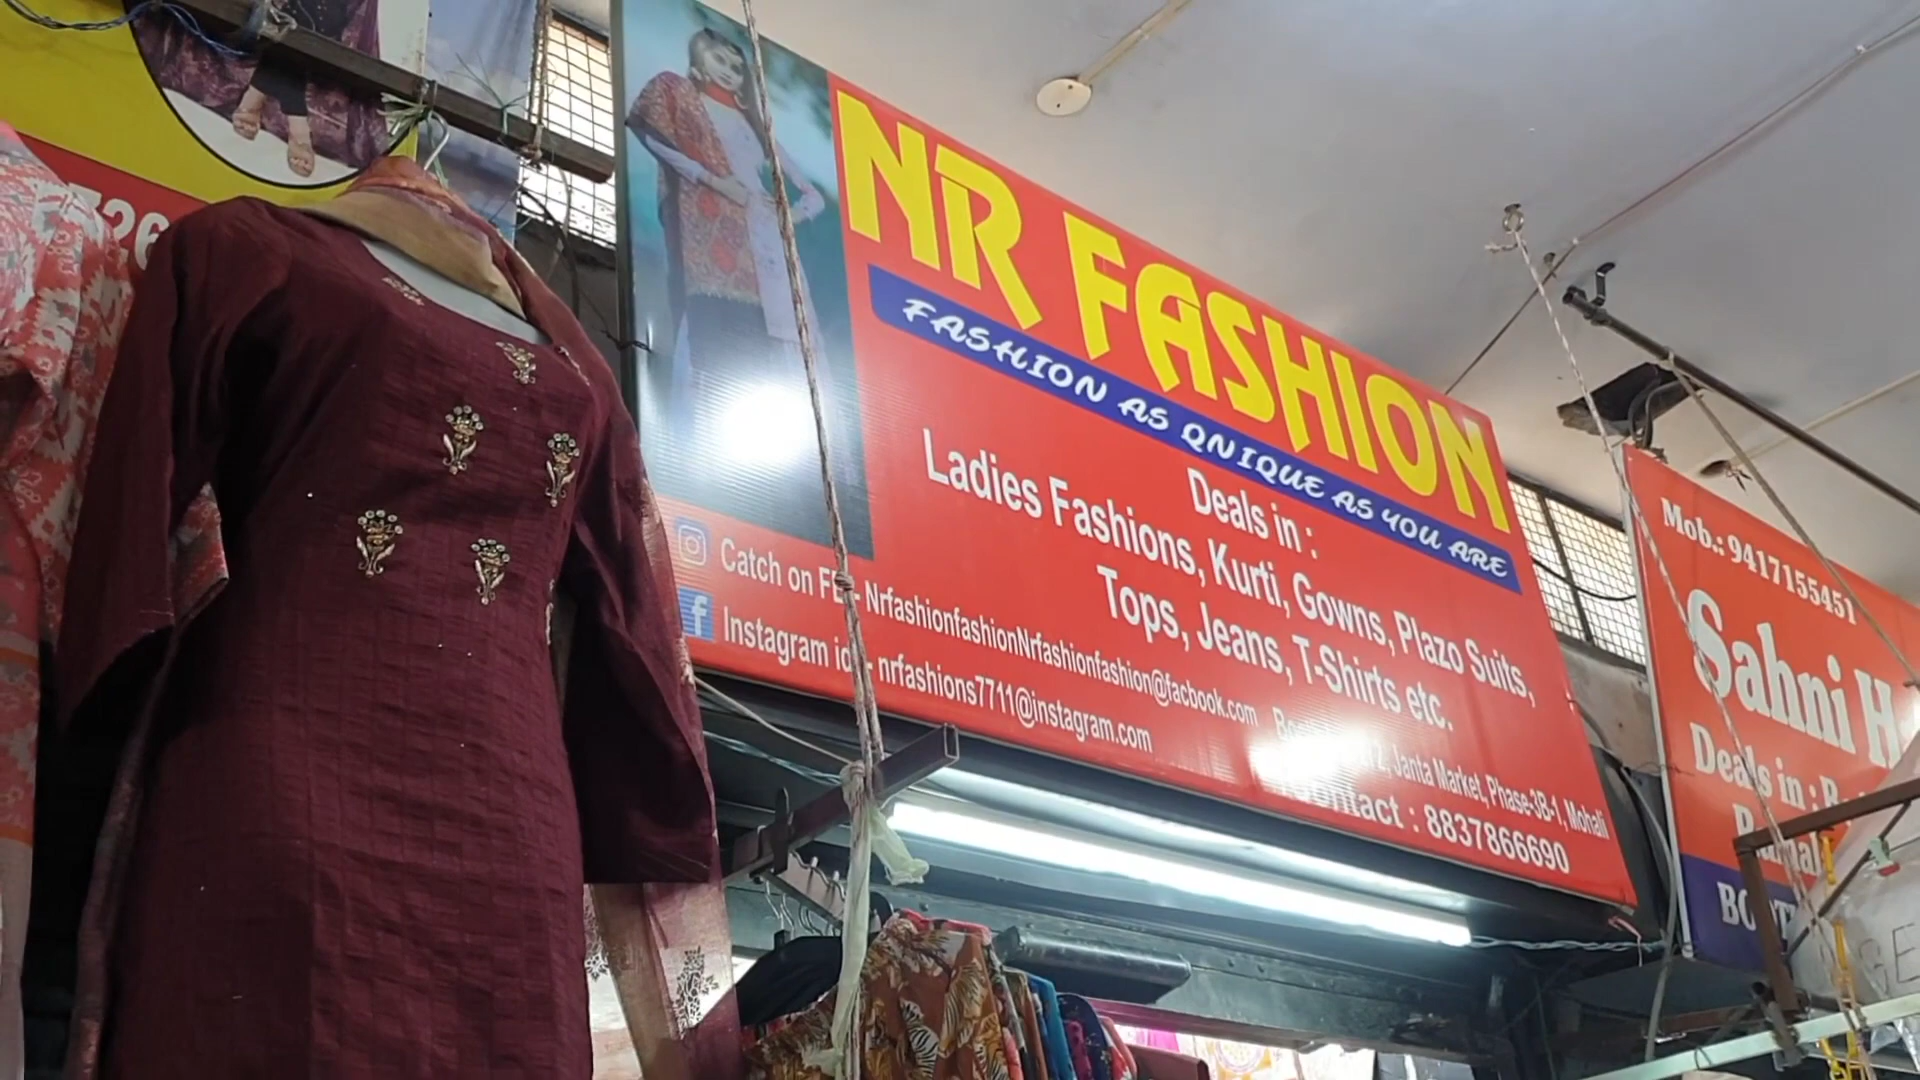 726
NR FASHION
FASHION AS QNIQUE AS YOU ARE
Deals in :
Ladies Fashions, Kurti, Gowns, Plazo Suits,
Tops, Jeans, T-Shirts etc.
Catch on FB - NrfashionfashionNrfashionfashion@facbook.com
Instagram id - nrfashions7711@instagram.com
Janta Market, Phase-3B-1, Mohali
Contact : 8837866690
Mob.: 9417155451
Sahni
Deals in :